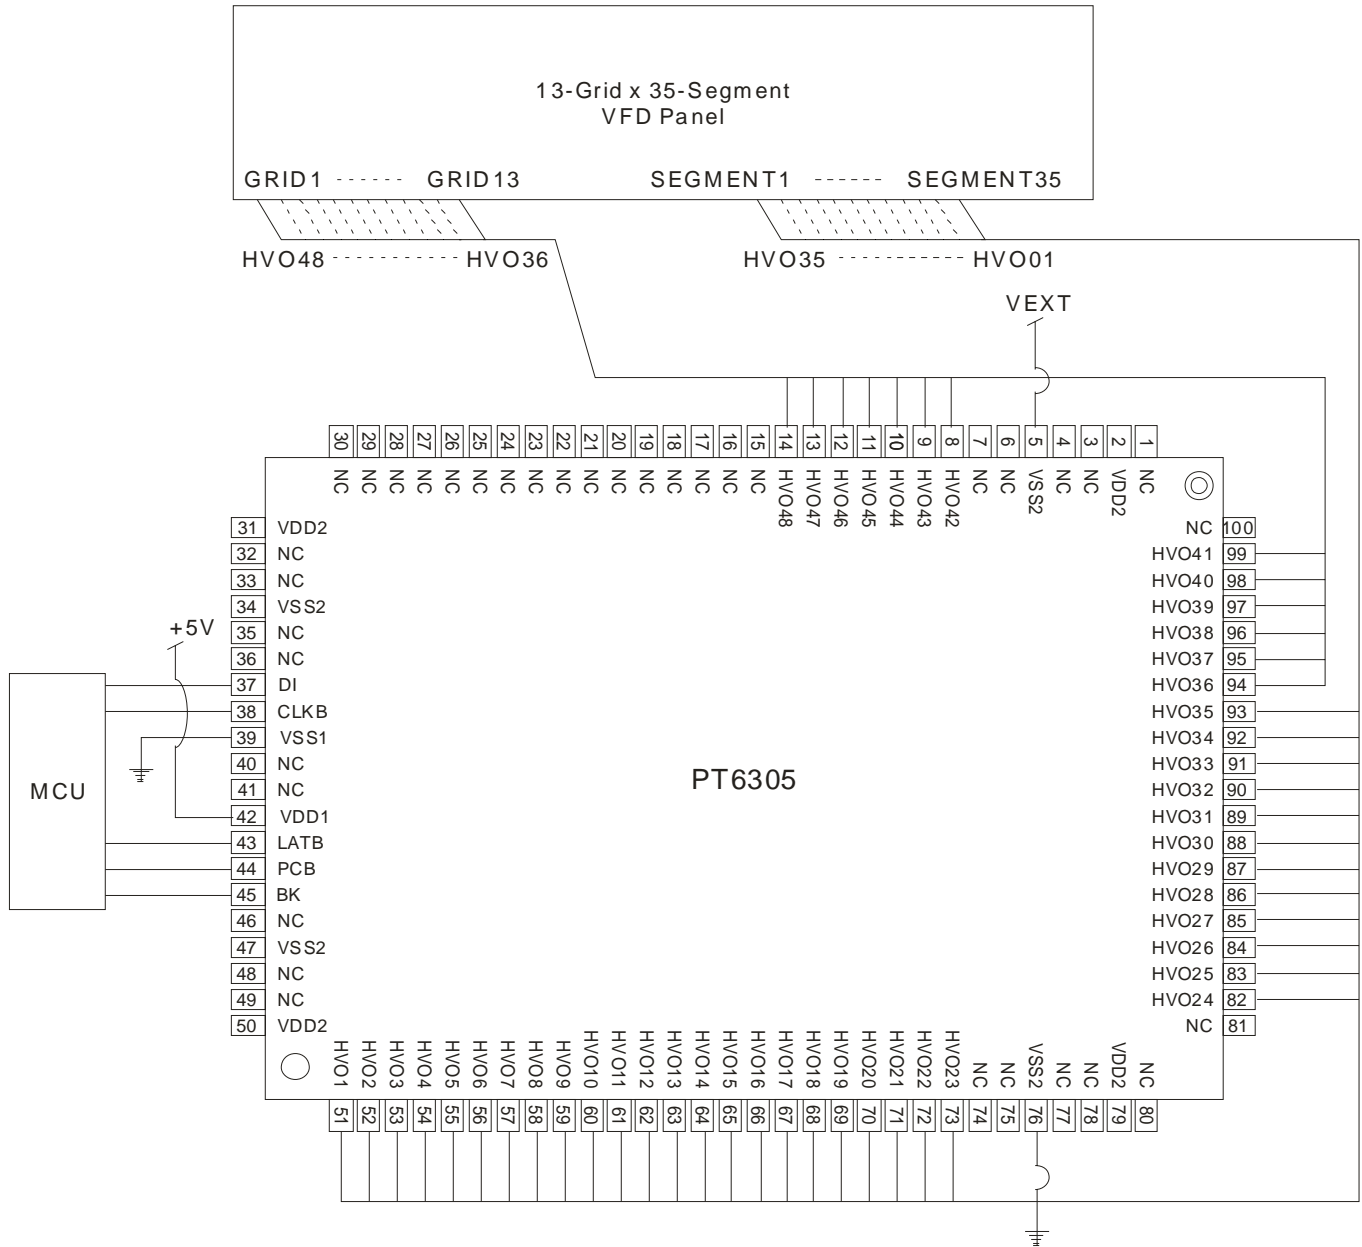 13-Grid x 35-Segment
VFD Panel
GRID1 ------ GRID13
SEGMENT1 ------ SEGMENT35
HVO48 ------------ HVO36
HVO35 ----------- HVO01
VEXT
30 29 28 27 26 25 24 23 22 21 20 19 18 17 16 15 14 13 12 11 10 9 8 7 6 5 4 3 2 1
NC NC NC NC NC NC NC NC NC NC NC NC NC NC NC NC HVO48 HVO47 HVO46 HVO45 HVO44 HVO43 HVO42 NC NC VSS2 NC NC VDD2 NC
+5V
MCU
31 VDD2
32 NC
33 NC
34 VSS2
35 NC
36 NC
37 DI
38 CLKB
39 VSS1
40 NC
41 NC
42 VDD1
43 LATB
44 PCB
45 BK
46 NC
47 VSS2
48 NC
49 NC
50 VDD2
PT6305
NC 100
HVO41 99
HVO40 98
HVO39 97
HVO38 96
HVO37 95
HVO36 94
HVO35 93
HVO34 92
HVO33 91
HVO32 90
HVO31 89
HVO30 88
HVO29 87
HVO28 86
HVO27 85
HVO26 84
HVO25 83
HVO24 82
NC 81
HVO1 HVO2 HVO3 HVO4 HVO5 HVO6 HVO7 HVO8 HVO9 HVO10 HVO11 HVO12 HVO13 HVO14 HVO15 HVO16 HVO17 HVO18 HVO19 HVO20 HVO21 HVO22 HVO23 NC NC VSS2 NC NC VDD2 NC
51 52 53 54 55 56 57 58 59 60 61 62 63 64 65 66 67 68 69 70 71 72 73 74 75 76 77 78 79 80